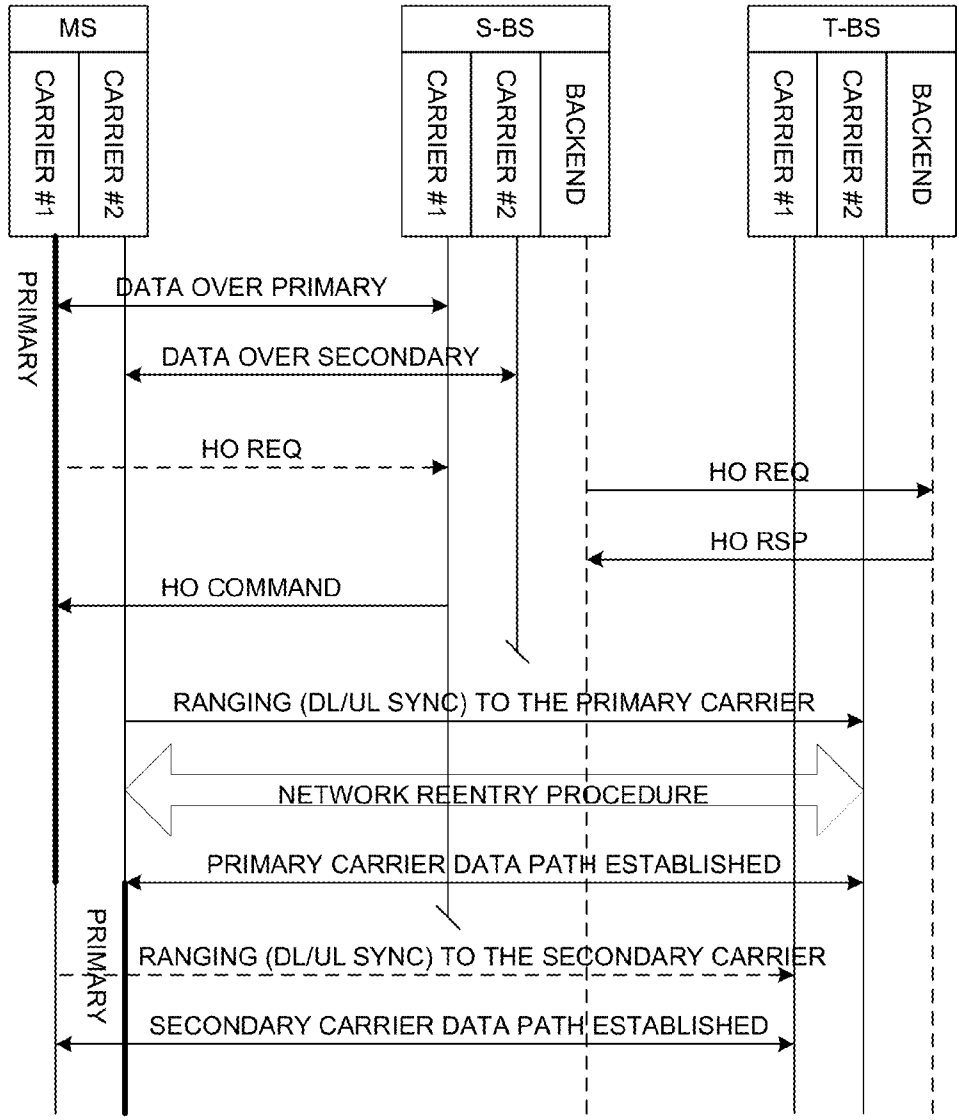 MS
S-BS
T-BS
CARRIER #1
CARRIER #2
CARRIER #1
CARRIER #2
BACKEND
CARRIER #1
CARRIER #2
BACKEND
PRIMARY
DATA OVER PRIMARY
DATA OVER SECONDARY
HO REQ
HO REQ
HO RSP
HO COMMAND
RANGING (DL/UL SYNC) TO THE PRIMARY CARRIER
NETWORK REENTRY PROCEDURE
PRIMARY CARRIER DATA PATH ESTABLISHED
PRIMARY
RANGING (DL/UL SYNC) TO THE SECONDARY CARRIER
SECONDARY CARRIER DATA PATH ESTABLISHED